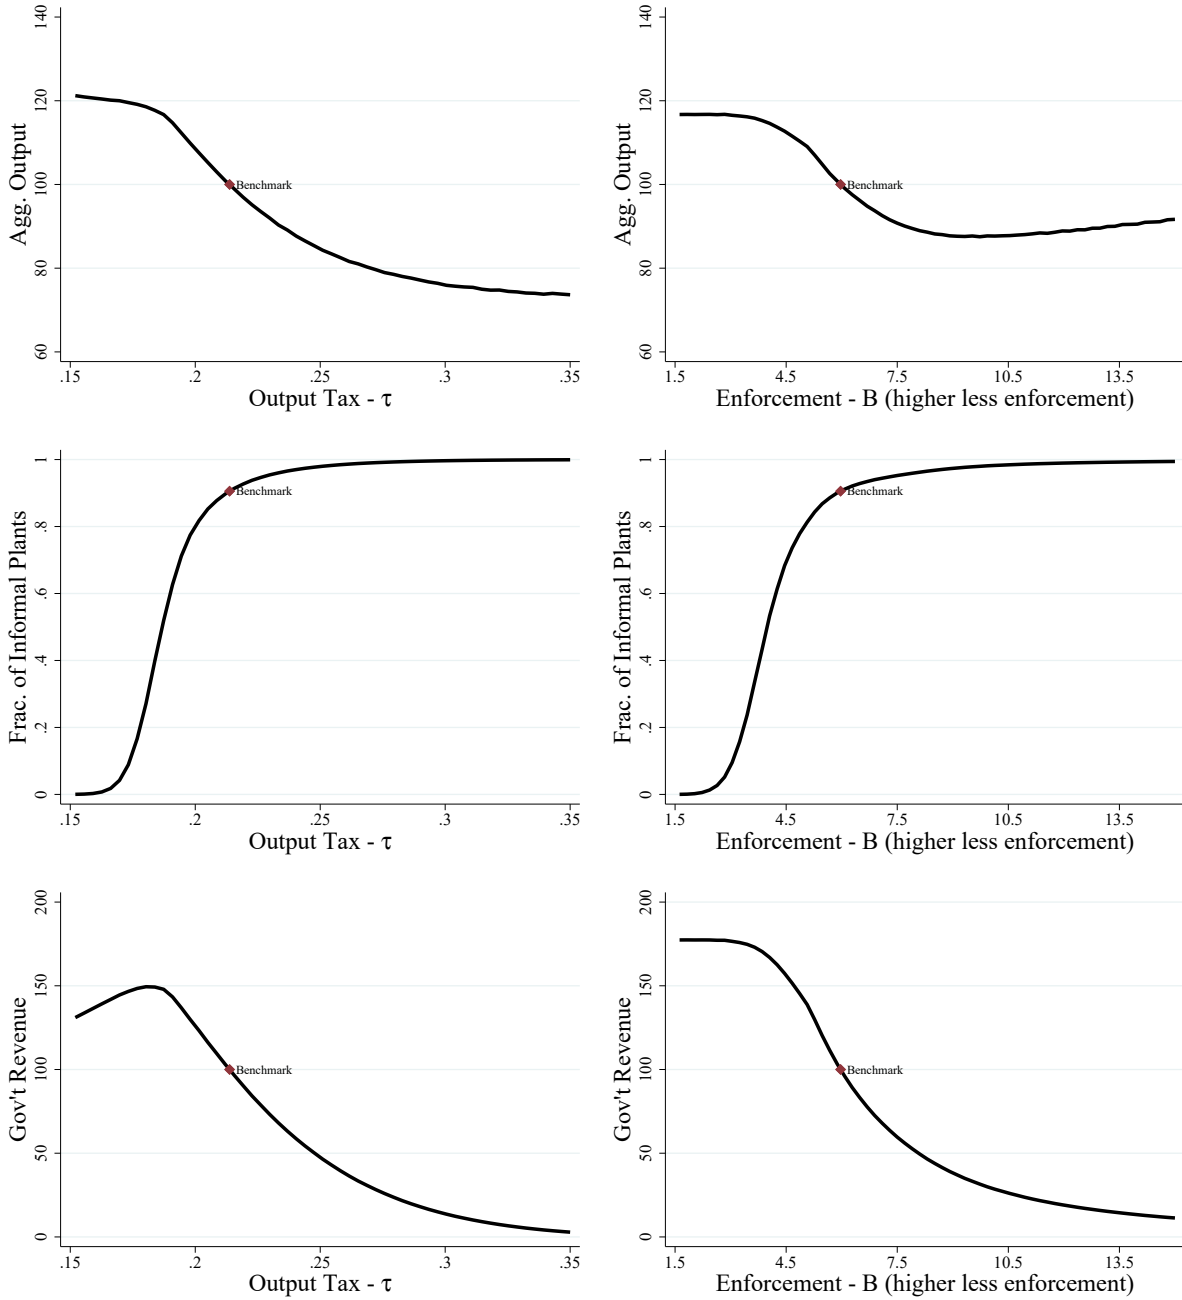 140
120
100
80
60
Agg. Output
Benchmark
.15 .2 .25 .3 .35
Output Tax - τ
140
120
100
80
60
Agg. Output
Benchmark
1.5 4.5 7.5 10.5 13.5
Enforcement - B (higher less enforcement)
1
.8
.6
.4
.2
0
Frac. of Informal Plants
Benchmark
.15 .2 .25 .3 .35
Output Tax - τ
1
.8
.6
.4
.2
0
Frac. of Informal Plants
Benchmark
1.5 4.5 7.5 10.5 13.5
Enforcement - B (higher less enforcement)
200
150
100
50
0
Gov't Revenue
Benchmark
.15 .2 .25 .3 .35
Output Tax - τ
200
150
100
50
0
Gov't Revenue
Benchmark
1.5 4.5 7.5 10.5 13.5
Enforcement - B (higher less enforcement)